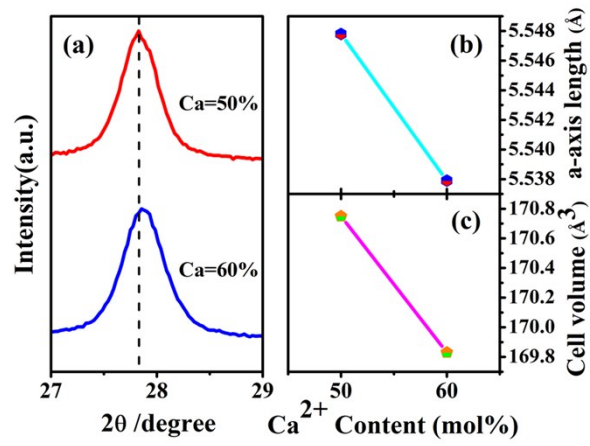 (a)
Ca=50%
Ca=60%
Intensity(a.u.)
27
28
29
2θ /degree
(b)
5.548
5.546
5.544
5.542
5.540
5.538
a-axis length (Å)
(c)
170.8
170.6
170.4
170.2
170.0
169.8
Cell volume (Å3)
50
60
Ca2+ Content (mol%)